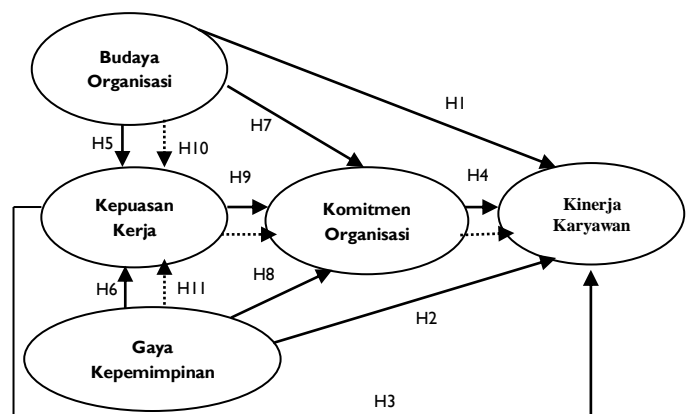 Budaya
Organisasi
H1
H7
H5
H10
H9
H4
Kepuasan
Kerja
Komitmen
Organisasi
Kinerja
Karyawan
H6
H11
H8
H2
Gaya
Kepemimpinan
H3